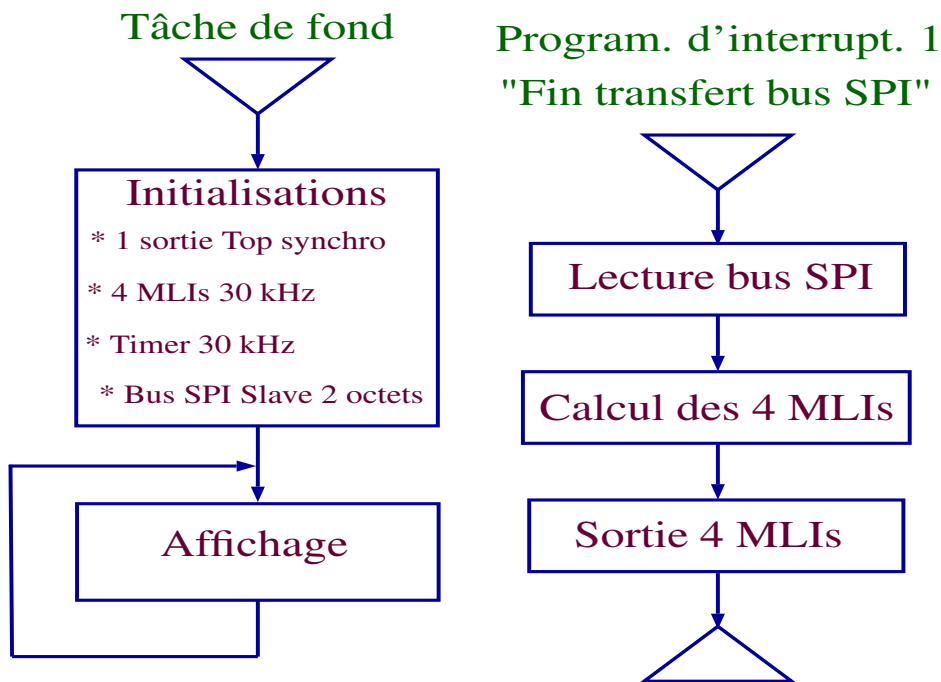 Tâche de fond
Initialisations
* 1 sortie Top synchro
* 4 MLIs 30 kHz
* Timer 30 kHz
* Bus SPI Slave 2 octets
Affichage
Program. d'interrupt. 1
"Fin transfert bus SPI"
Lecture bus SPI
Calcul des 4 MLIs
Sortie 4 MLIs